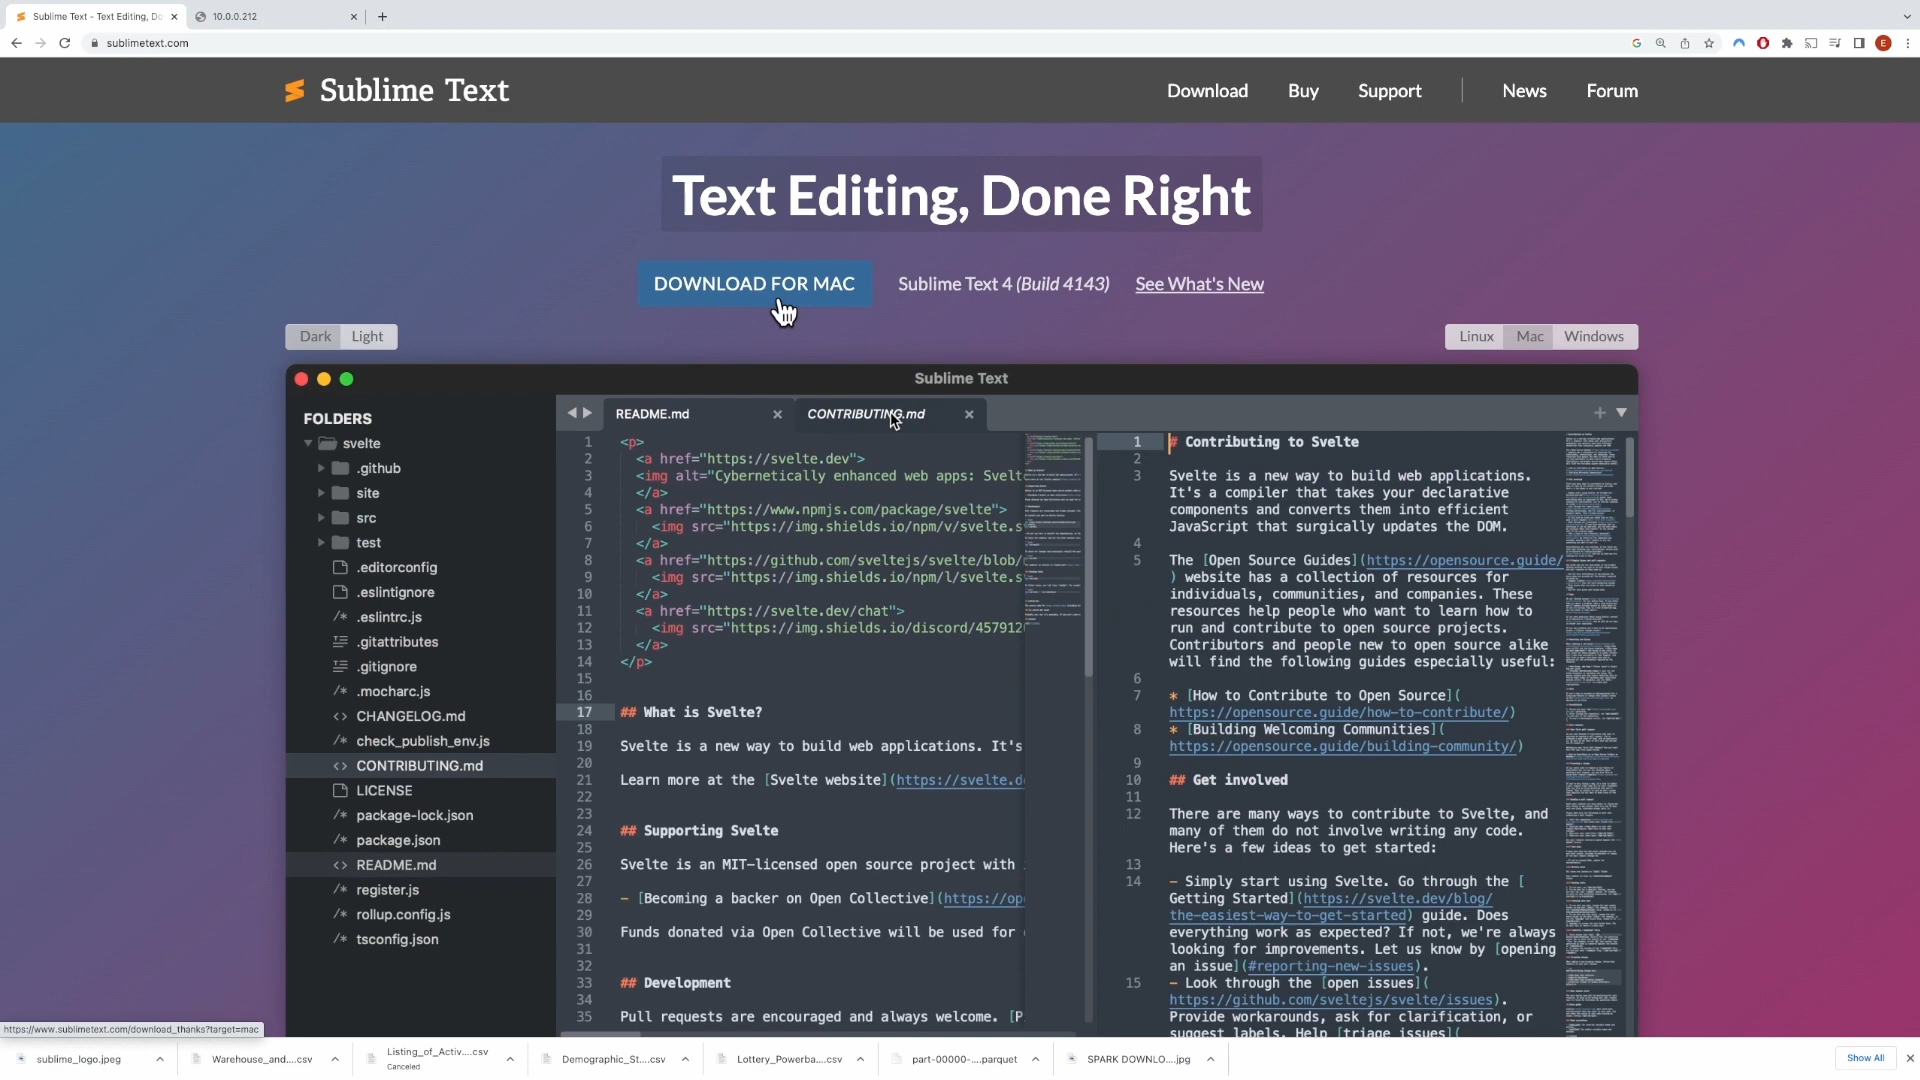 Sublime Text - Text Editing, Do
10.0.0.212
sublimetext.com
E
Sublime Text
Download
Buy
Support
News
Forum
Text Editing, Done Right
DOWNLOAD FOR MAC
Sublime Text 4 (Build 4143)
See What's New
Dark
Light
Linux
Mac
Windows
Sublime Text
FOLDERS
svelte
.github
site
src
test
.editorconfig
.eslintignore
/* .eslintrc.js
.gitattributes
.gitignore
/* .mocharc.js
<> CHANGELOG.md
/* check_publish_env.js
<> CONTRIBUTING.md
LICENSE
/* package-lock.json
/* package.json
<> README.md
/* register.js
/* rollup.config.js
/* tsconfig.json
README.md
CONTRIBUTING.md
1 <p>
2 <a href="https://svelte.dev">
3 <img alt="Cybernetically enhanced web apps: Svelt
4 </a>
5 <a href="https://www.npmjs.com/package/svelte">
6 <img src="https://img.shields.io/npm/v/svelte.s
7 </a>
8 <a href="https://github.com/sveltejs/svelte/blob/
9 <img src="https://img.shields.io/npm/l/svelte.s
10 </a>
11 <a href="https://svelte.dev/chat">
12 <img src="https://img.shields.io/discord/457912
13 </a>
14 </p>
15
16
17 ## What is Svelte?
18
19 Svelte is a new way to build web applications. It's
20
21 Learn more at the [Svelte website](https://svelte.d
22
23
24 ## Supporting Svelte
25
26 Svelte is an MIT-licensed open source project with
27
28 - [Becoming a backer on Open Collective](https://op
29
30 Funds donated via Open Collective will be used for
31
32
33 ## Development
34
35 Pull requests are encouraged and always welcome. [P
1 # Contributing to Svelte
2
3 Svelte is a new way to build web applications.
It's a compiler that takes your declarative
components and converts them into efficient
JavaScript that surgically updates the DOM.
4
5 The [Open Source Guides](https://opensource.guide/
) website has a collection of resources for
individuals, communities, and companies. These
resources help people who want to learn how to
run and contribute to open source projects.
Contributors and people new to open source alike
will find the following guides especially useful:
6
7 * [How to Contribute to Open Source](
https://opensource.guide/how-to-contribute/)
8 * [Building Welcoming Communities](
https://opensource.guide/building-community/)
9
10 ## Get involved
11
12 There are many ways to contribute to Svelte, and
many of them do not involve writing any code.
Here's a few ideas to get started:
13
14 - Simply start using Svelte. Go through the [
Getting Started](https://svelte.dev/blog/
the-easiest-way-to-get-started) guide. Does
everything work as expected? If not, we're always
looking for improvements. Let us know by [opening
an issue](#reporting-new-issues).
15 - Look through the [open issues](
https://github.com/sveltejs/svelte/issues).
Provide workarounds, ask for clarification, or
suggest labels. Help [triage issues](
https://www.sublimetext.com/download_thanks?target=mac
sublime_logo.jpeg
Warehouse_and....csv
Listing_of_Activ....csv
Canceled
Demographic_St....csv
Lottery_Powerba....csv
part-00000-....parquet
SPARK DOWNLO....jpg
Show All